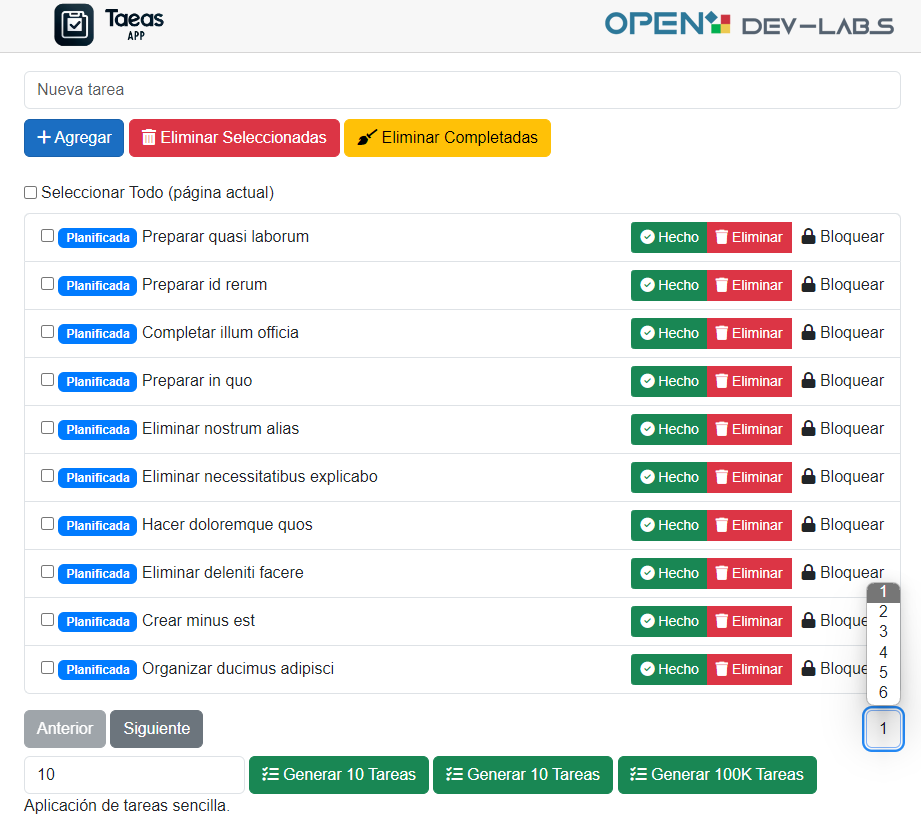 Taeas
APP
OPEN DEV-LABS
Nueva tarea
Agregar Eliminar Seleccionadas Eliminar Completadas
Seleccionar Todo (página actual)
Planificada Preparar quasi laborum Hecho Eliminar Bloquear
Planificada Preparar id rerum Hecho Eliminar Bloquear
Planificada Completar illum officia Hecho Eliminar Bloquear
Planificada Preparar in quo Hecho Eliminar Bloquear
Planificada Eliminar nostrum alias Hecho Eliminar Bloquear
Planificada Eliminar necessitatibus explicabo Hecho Eliminar Bloquear
Planificada Hacer doloremque quos Hecho Eliminar Bloquear
Planificada Eliminar deleniti facere Hecho Eliminar Bloquear
Planificada Crear minus est Hecho Eliminar Bloque
Planificada Organizar ducimus adipisci Hecho Eliminar Bloque
1
2
3
4
5
6
Anterior Siguiente 1
10 Generar 10 Tareas Generar 10 Tareas Generar 100K Tareas
Aplicación de tareas sencilla.